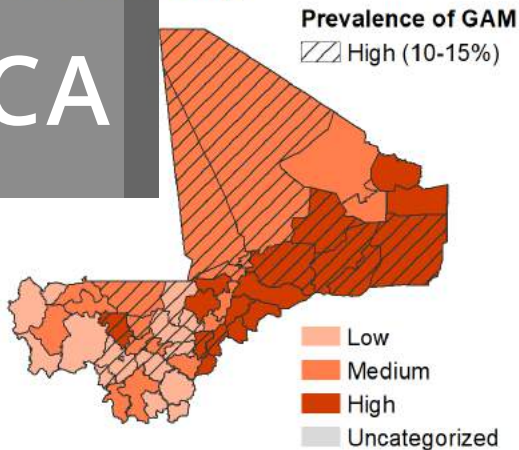 CA
Prevalence of GAM
High (10-15%)
Low
Medium
High
Uncategorized